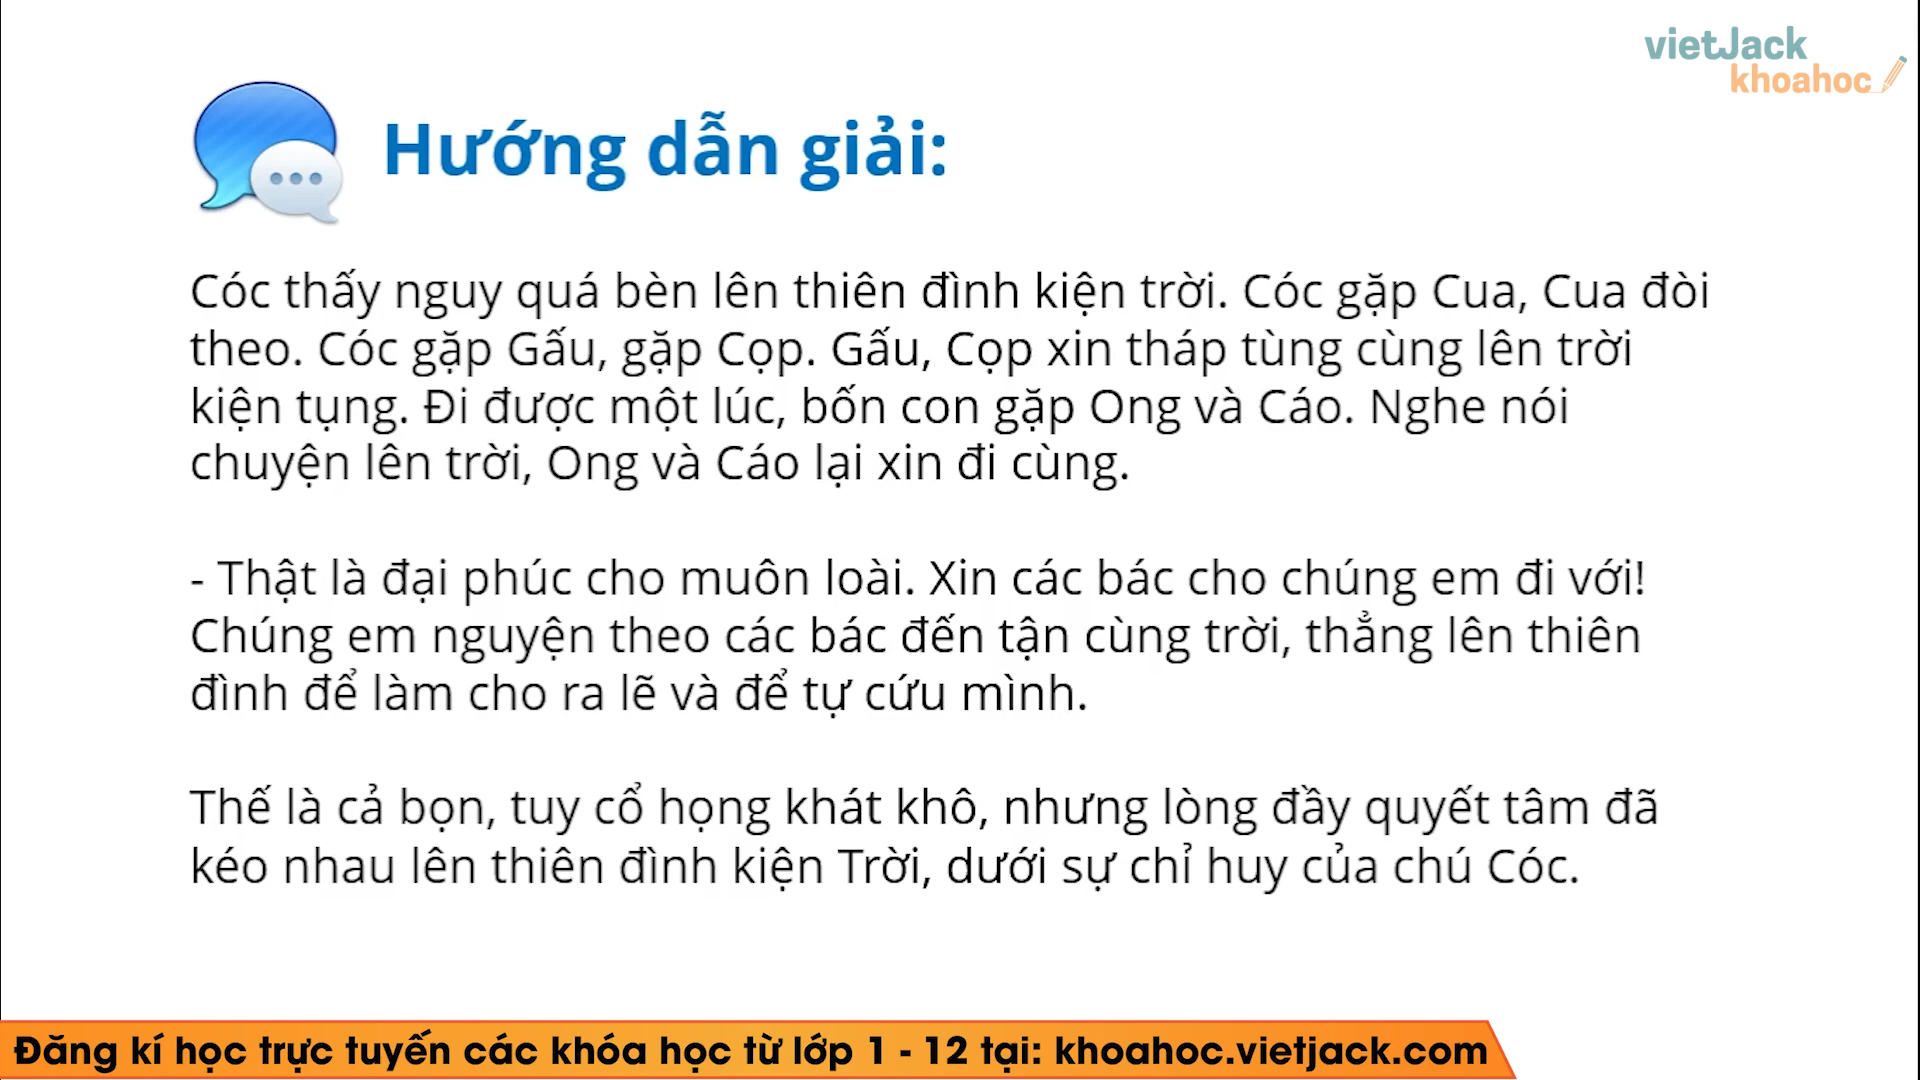 vietJack
khoahoc
Hướng dẫn giải:
Cóc thấy nguy quá bèn lên thiên đình kiện trời. Cóc gặp Cua, Cua đòi
theo. Cóc gặp Gấu, gặp Cọp. Gấu, Cọp xin tháp tùng cùng lên trời
kiện tụng. Đi được một lúc, bốn con gặp Ong và Cáo. Nghe nói
chuyện lên trời, Ong và Cáo lại xin đi cùng.
- Thật là đại phúc cho muôn loài. Xin các bác cho chúng em đi với!
Chúng em nguyện theo các bác đến tận cùng trời, thẳng lên thiên
đình để làm cho ra lẽ và để tự cứu mình.
Thế là cả bọn, tuy cổ họng khát khô, nhưng lòng đầy quyết tâm đã
kéo nhau lên thiên đình kiện Trời, dưới sự chỉ huy của chú Cóc.
Đăng kí học trực tuyến các khóa học từ lớp 1 - 12 tại: khoahoc.vietjack.com